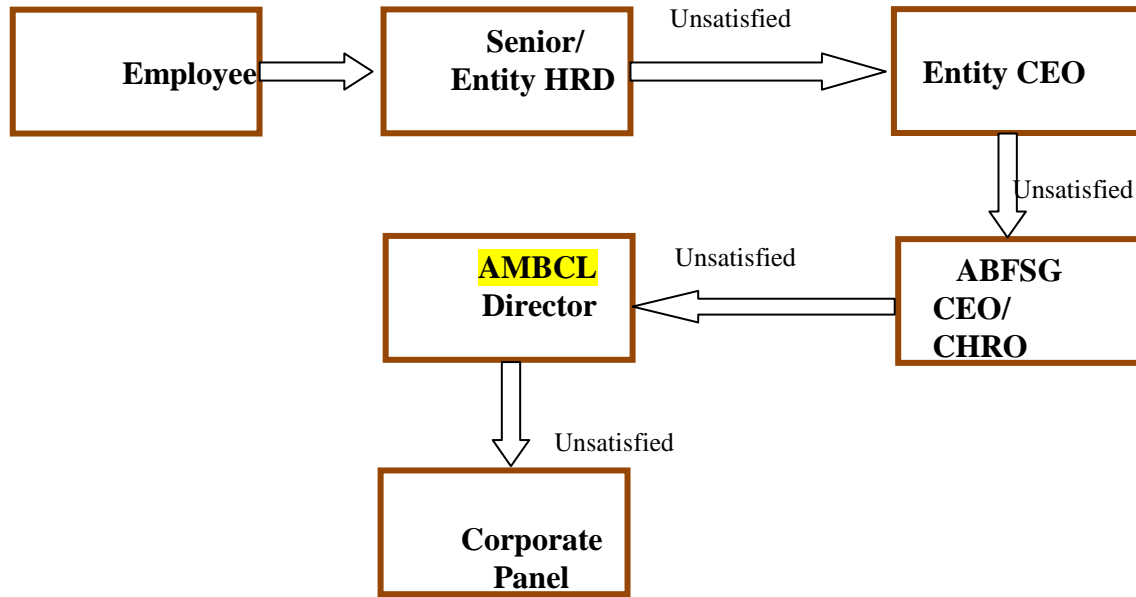 Employee
Senior/
Entity HRD
Unsatisfied
Entity CEO
Unsatisfied
ABFSG
CEO/
CHRO
Unsatisfied
AMBCL
Director
Unsatisfied
Corporate
Panel